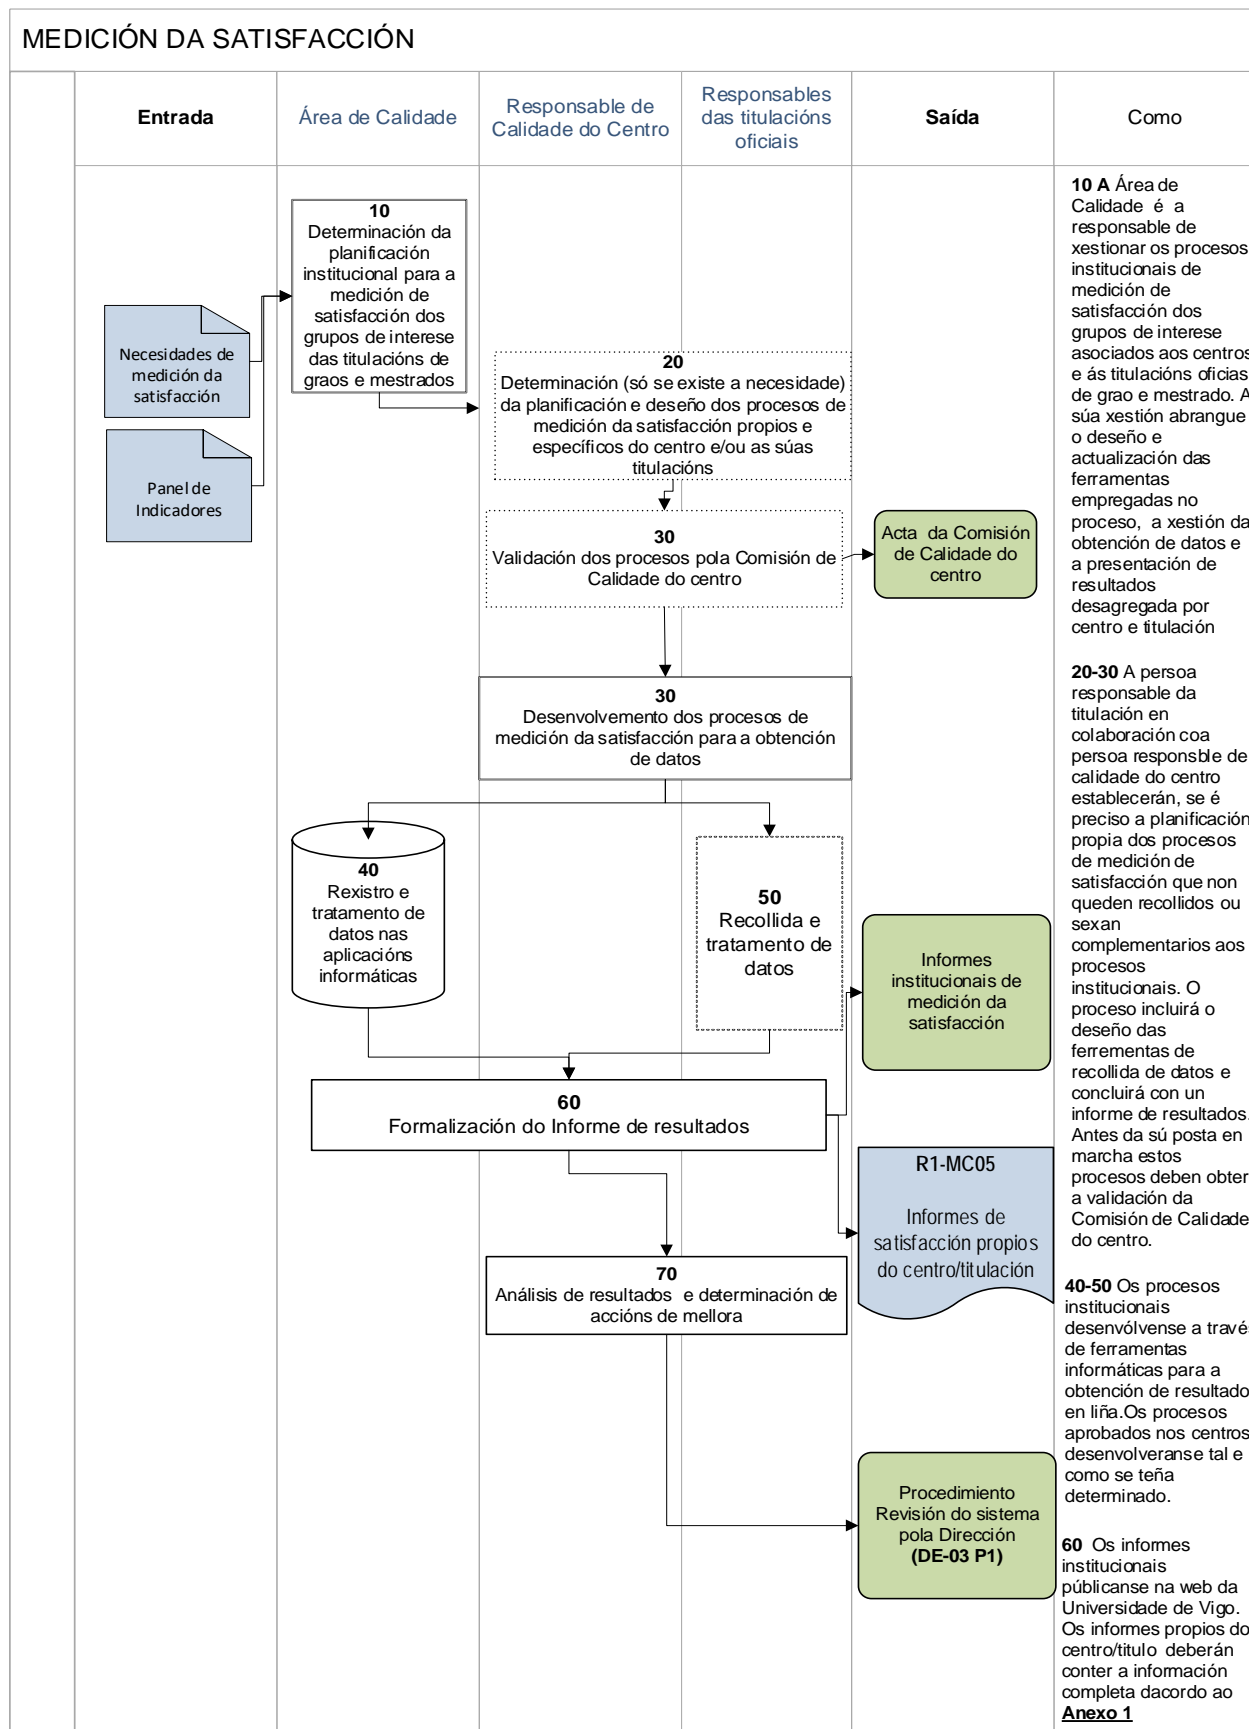 MEDICIÓN DA SATISFACCIÓN
Entrada
Área de Calidade
Responsable de
Calidade do Centro
Responsables
das titulacións
oficiais
Saída
Como
10
Determinación da
planificación
institucional para a
medición de
satisfacción dos
grupos de interese
das titulacións de
graos e mestrados
Necesidades de
medición da
satisfacción
Panel de
Indicadores
20
Determinación (só se existe a necesidade)
da planificación e deseño dos procesos de
medición da satisfacción propios e
específicos do centro e/ou as súas
titulacións
30
Validación dos procesos pola Comisión de
Calidade do centro
Acta da Comisión
de Calidade do
centro
30
Desenvolvemento dos procesos de
medición da satisfacción para a obtención
de datos
40
Rexistro e
tratamento de
datos nas
aplicacións
informáticas
50
Recollida e
tratamento de
datos
Informes
institucionais de
medición da
satisfacción
60
Formalización do Informe de resultados
R1-MC05
Informes de
satisfacción propios
do centro/titulación
70
Análisis de resultados e determinación de
accións de mellora
Procedimiento
Revisión do sistema
pola Dirección
(DE-03 P1)
10 A Área de
Calidade é a
responsable de
xestionar os procesos
institucionais de
medición de
satisfacción dos
grupos de interese
asociados aos centros
e ás titulacións oficias
de grao e mestrado. A
súa xestión abrangue
o deseño e
actualización das
ferramentas
empregadas no
proceso, a xestión da
obtención de datos e
a presentación de
resultados
desagregada por
centro e titulación
20-30 A persoa
responsable da
titulación en
colaboración coa
persoa responsble de
calidade do centro
establecerán, se é
preciso a planificación
propia dos procesos
de medición de
satisfacción que non
queden recollidos ou
sexan
complementarios aos
procesos
institucionais. O
proceso incluirá o
deseño das
ferrementas de
recollida de datos e
concluirá con un
informe de resultados.
Antes da sú posta en
marcha estos
procesos deben obter
a validación da
Comisión de Calidade
do centro.
40-50 Os procesos
institucionais
desenvólvense a travé
de ferramentas
informáticas para a
obtención de resultado
en liña.Os procesos
aprobados nos centros
desenvolveranse tal e
como se teña
determinado.
60 Os informes
institucionais
públicanse na web da
Universidade de Vigo.
Os informes propios do
centro/titulo deberán
conter a información
completa dacordo ao
Anexo 1